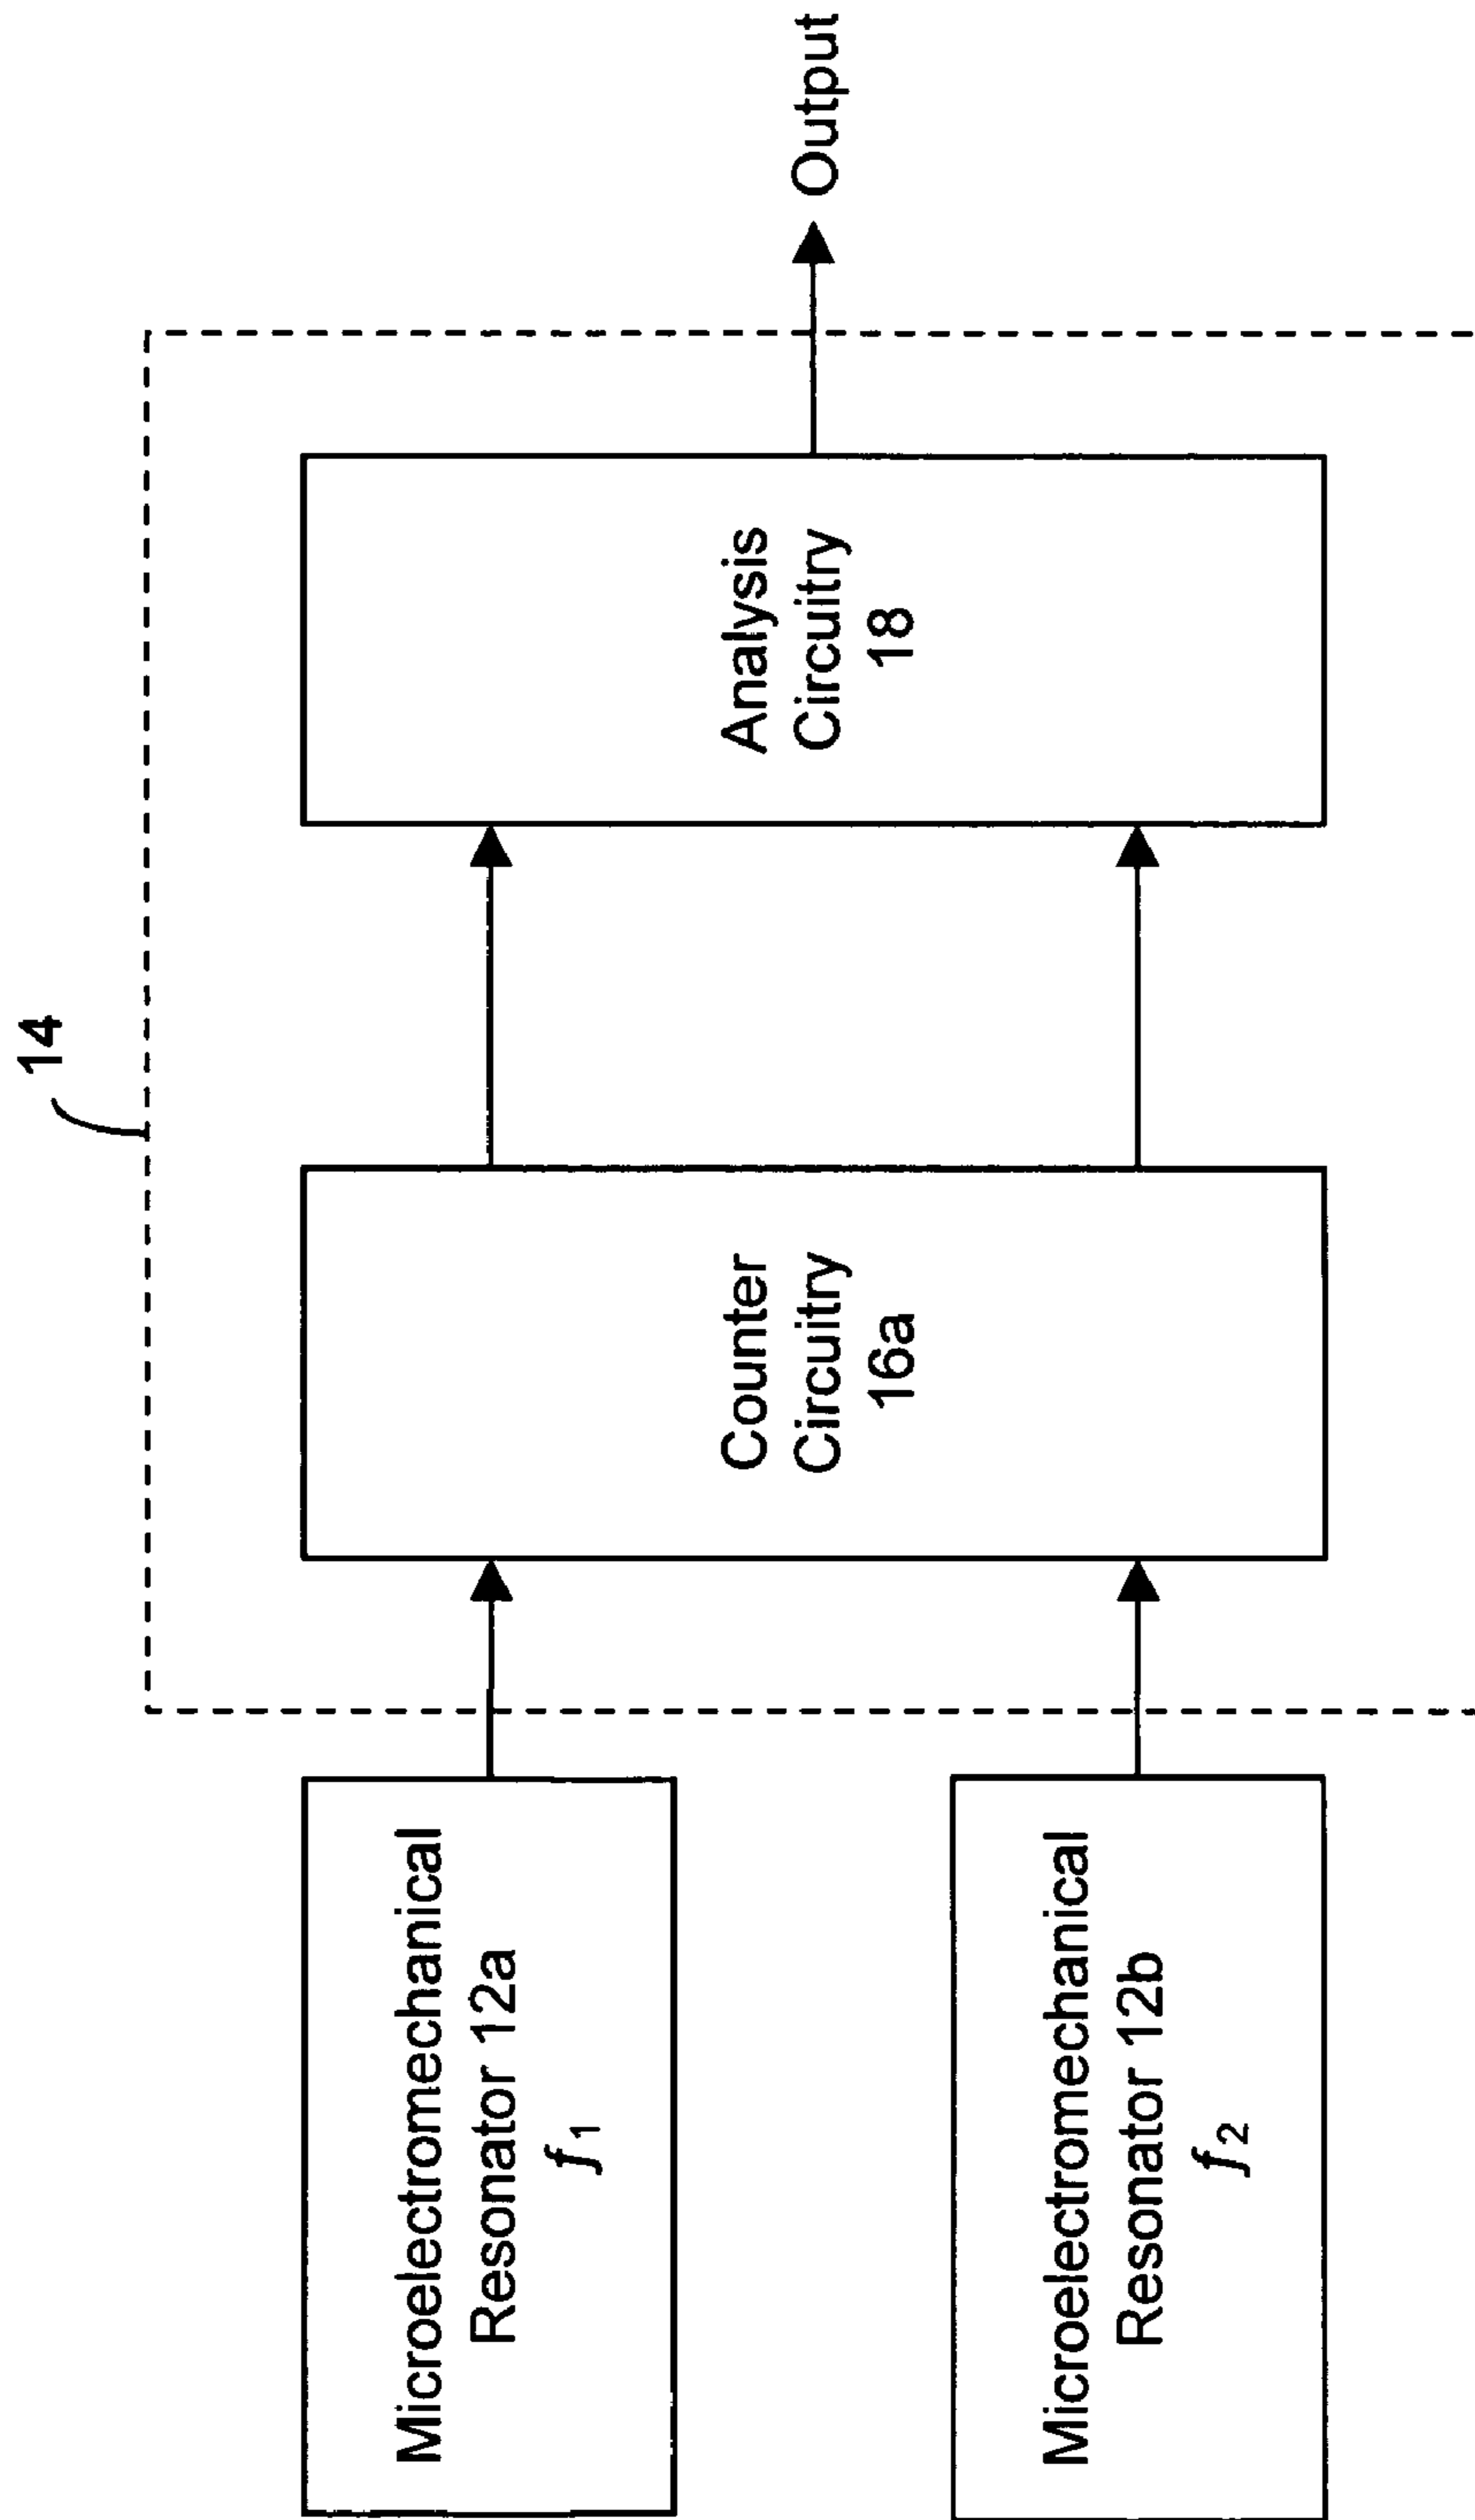 14
Microelectromechanical
Resonator 12a
f1
Counter
Circuitry
16a
Analysis
Circuitry
18
Output
Microelectromechanical
Resonator 12b
f2